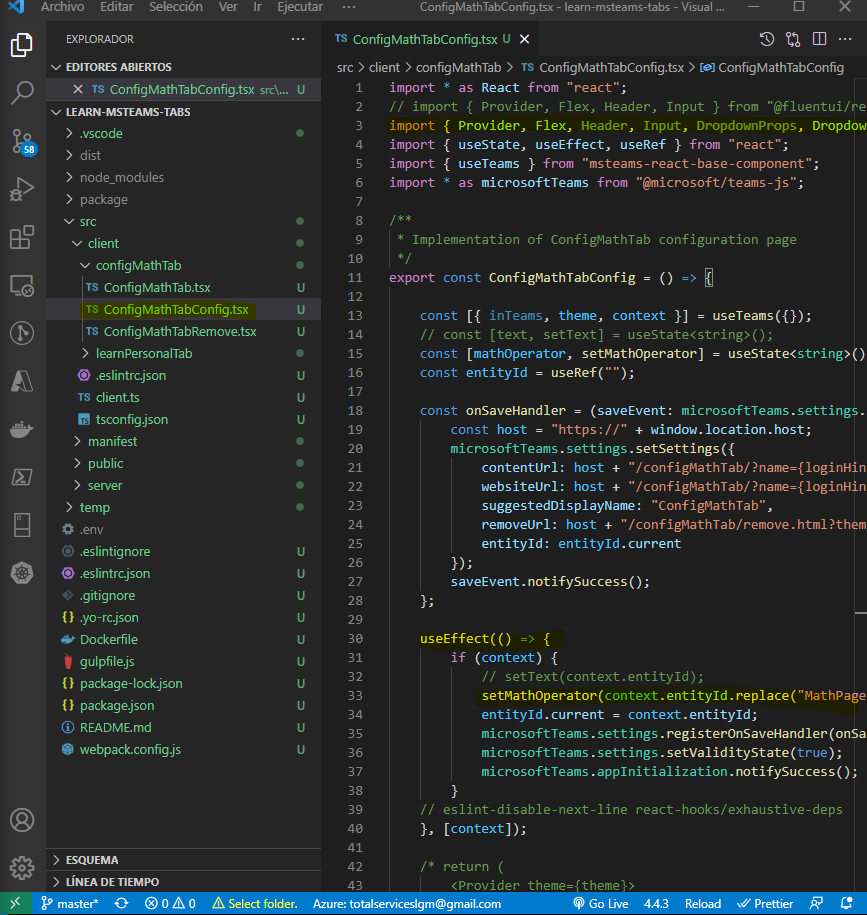 Archivo Editar Selección Ver Ir Ejecutar ··· ConfigMathTabConfig.tsx - learn-msteams-tabs - Visual ...
EXPLORADOR ···
EDITORES ABIERTOS
TS ConfigMathTabConfig.tsx src\... U
LEARN-MSTEAMS-TABS
.vscode
dist
node_modules
package
src
client
configMathTab
TS ConfigMathTab.tsx U
TS ConfigMathTabConfig.tsx U
TS ConfigMathTabRemove.tsx U
learnPersonalTab
.eslintrc.json U
TS client.ts U
tsconfig.json U
manifest
public
server
temp
.env
.eslintignore U
.eslintrc.json U
.gitignore U
{} .yo-rc.json U
Dockerfile U
gulpfile.js U
{} package-lock.json U
{} package.json U
README.md U
webpack.config.js U
ESQUEMA
LÍNEA DE TIEMPO
58
TS ConfigMathTabConfig.tsx U
src > client > configMathTab > TS ConfigMathTabConfig.tsx > ConfigMathTabConfig
1 import * as React from "react";
2 // import { Provider, Flex, Header, Input } from "@fluentui/re
3 import { Provider, Flex, Header, Input, DropdownProps, Dropdow
4 import { useState, useEffect, useRef } from "react";
5 import { useTeams } from "msteams-react-base-component";
6 import * as microsoftTeams from "@microsoft/teams-js";
7
8 /**
9 * Implementation of ConfigMathTab configuration page
10 */
11 export const ConfigMathTabConfig = () => {
12
13 const [{ inTeams, theme, context }] = useTeams({});
14 // const [text, setText] = useState<string>();
15 const [mathOperator, setMathOperator] = useState<string>()
16 const entityId = useRef("");
17
18 const onSaveHandler = (saveEvent: microsoftTeams.settings.
19 const host = "https://" + window.location.host;
20 microsoftTeams.settings.setSettings({
21 contentUrl: host + "/configMathTab/?name={loginHin
22 websiteUrl: host + "/configMathTab/?name={loginHin
23 suggestedDisplayName: "ConfigMathTab",
24 removeUrl: host + "/configMathTab/remove.html?them
25 entityId: entityId.current
26 });
27 saveEvent.notifySuccess();
28 };
29
30 useEffect(() => {
31 if (context) {
32 // setText(context.entityId);
33 setMathOperator(context.entityId.replace("MathPage
34 entityId.current = context.entityId;
35 microsoftTeams.settings.registerOnSaveHandler(onSa
36 microsoftTeams.settings.setValidityState(true);
37 microsoftTeams.appInitialization.notifySuccess();
38 }
39 // eslint-disable-next-line react-hooks/exhaustive-deps
40 }, [context]);
41
42 /* return (
43 <Provider theme={theme}>
master* 0 0 Select folder. Azure: totalserviceslgm@gmail.com Go Live 4.4.3 Reload Prettier